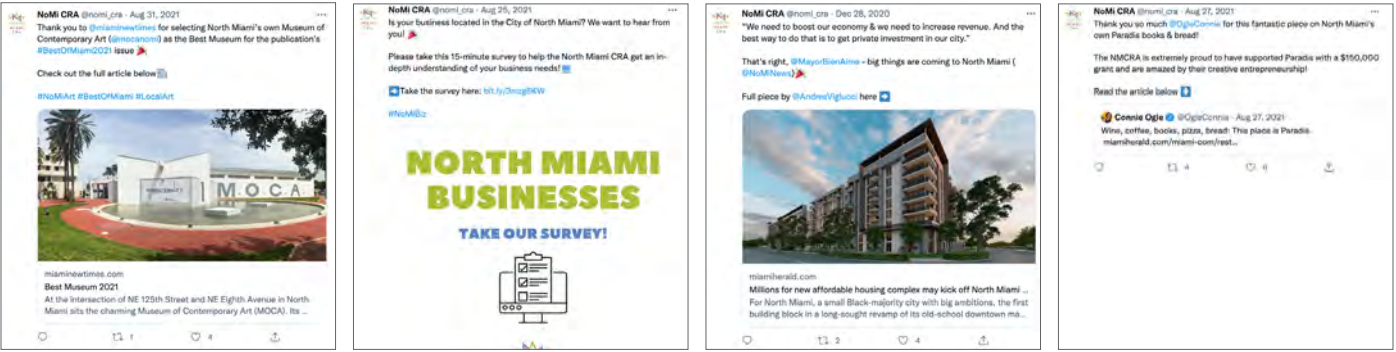 NoMi CRA @nomi_cra · Aug 31, 2021
Thank you to @miaminewtimes for selecting North Miami's own Museum of
Contemporary Art (@mocanomi) as the Best Museum for the publication's
#BestOfMiami2021 issue
Check out the full article below
#NoMiArt #BestOfMiami #LocalArt
MOCA
miaminewtimes.com
Best Museum 2021
At the intersection of NE 125th Street and NE Eighth Avenue in North
Miami sits the charming Museum of Contemporary Art (MOCA). Its ...
1
4
NoMi CRA @nomi_cra · Aug 25, 2021
Is your business located in the City of North Miami? We want to hear from
you!
Please take this 15-minute survey to help the North Miami CRA get an in-
depth understanding of your business needs!
Take the survey here:
#NoMiBiz
NORTH MIAMI
BUSINESSES
TAKE OUR SURVEY!
NoMi CRA @nomi_cra · Dec 28, 2020
"We need to boost our economy & we need to increase revenue. And the
best way to do that is to get private investment in our city."
That's right, @MayorBienAime - big things are coming to North Miami (
@NoMiNews)
Full piece by @AndresViglucci here
miamiherald.com
Millions for new affordable housing complex may kick off North Miami ...
For North Miami, a small Black-majority city with big ambitions, the first
building block in a long-sought revamp of its old-school downtown ma...
2
4
NoMi CRA @nomi_cra · Aug 27, 2021
Thank you so much @OgleConnie for this fantastic piece on North Miami's
own Paradis books & bread!
The NMCRA is extremely proud to have supported Paradis with a $150,000
grant and are amazed by their creative entrepreneurship!
Read the article below
Connie Ogle @OgleConnie · Aug 27, 2021
Wine, coffee, books, pizza, bread: This place is Paradis
miamiherald.com/miami-com/rest...
4